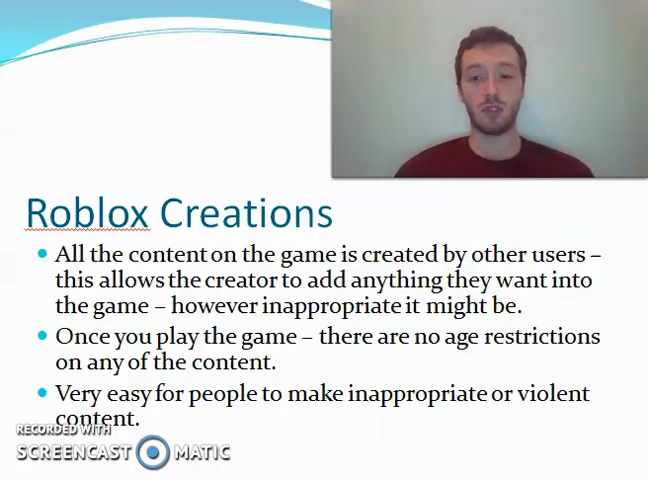 Roblox Creations
All the content on the game is created by other users –
this allows the creator to add anything they want into
the game – however inappropriate it might be.
Once you play the game – there are no age restrictions
on any of the content.
Very easy for people to make inappropriate or violent
content.
RECORDED WITH
SCREENCAST MATIC